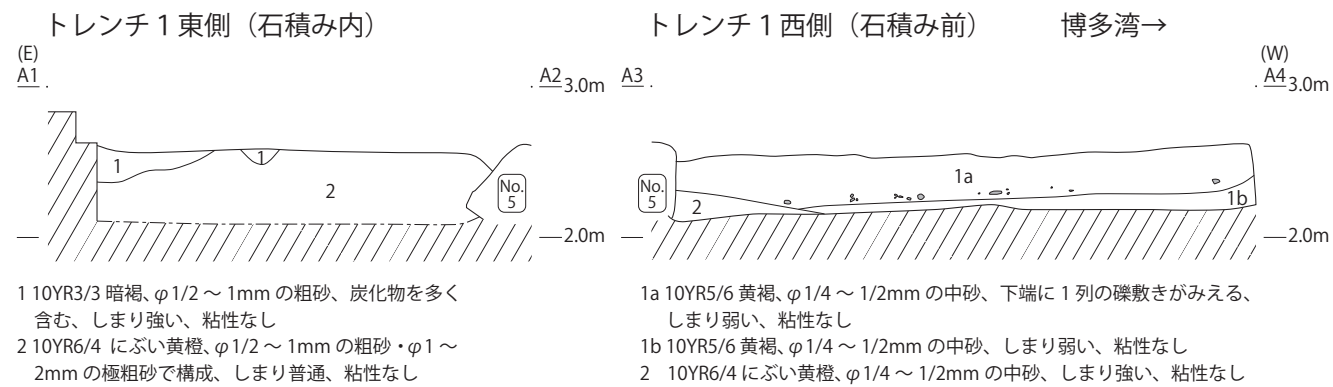 トレンチ 1 東側（石積み内）
トレンチ 1 西側（石積み前）
博多湾→
(E)
A1
A2
3.0m
A3
(W)
A4
3.0m
1
1
2
No.
5
2.0m
No.
5
1a
2
1b
2.0m
1 10YR3/3 暗褐、φ1/2 ～ 1mm の粗砂、炭化物を多く
含む、しまり強い、粘性なし
2 10YR6/4 にぶい黄橙、φ1/2 ～ 1mm の粗砂・φ1 ～
2mm の極粗砂で構成、しまり普通、粘性なし
1a 10YR5/6 黄褐、φ1/4 ～ 1/2mm の中砂、下端に 1 列の礫敷きがみえる、
しまり弱い、粘性なし
1b 10YR5/6 黄褐、φ1/4 ～ 1/2mm の中砂、しまり弱い、粘性なし
2 10YR6/4 にぶい黄橙、φ1/4 ～ 1/2mm の中砂、しまり強い、粘性なし